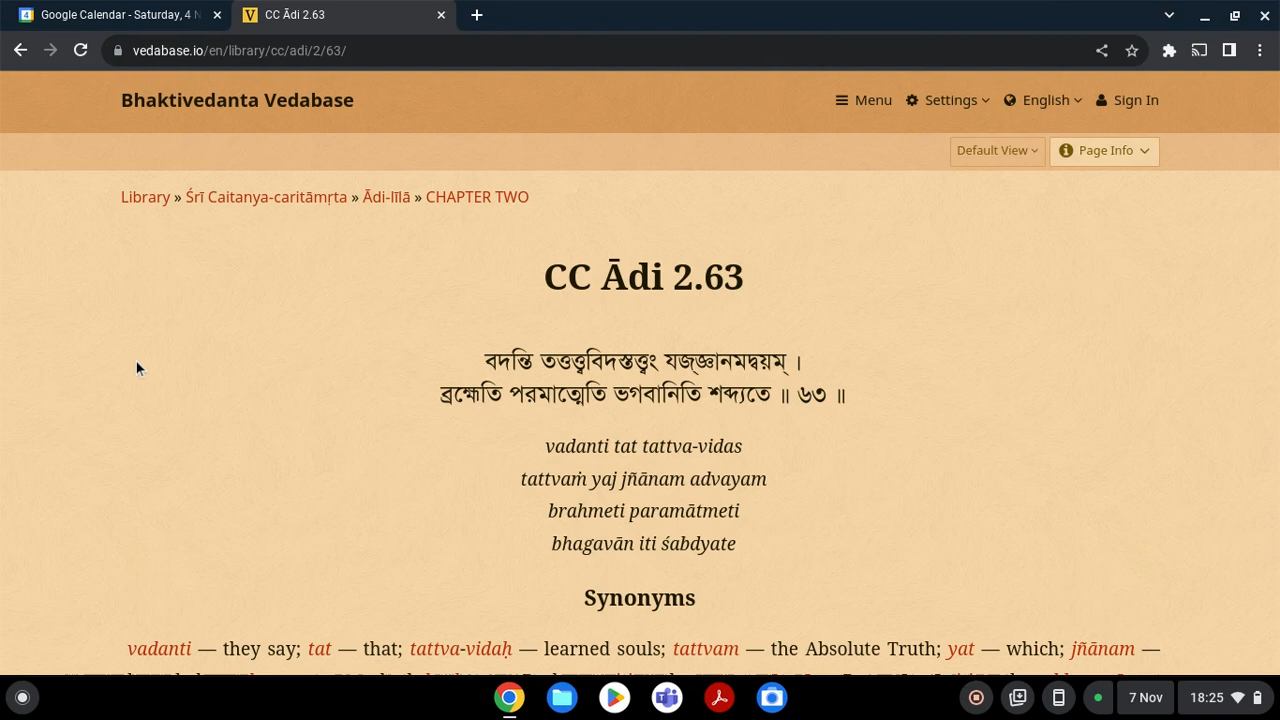 Google Calendar - Saturday, 4 N
CC Ādi 2.63
vedabase.io/en/library/cc/adi/2/63/
Bhaktivedanta Vedabase
Menu Settings English Sign In
Default View Page Info
Library » Śrī Caitanya-caritāmṛta » Ādi-līlā » CHAPTER TWO
CC Ādi 2.63
বদন্তি তত্তত্ত্ববিদস্তত্ত্বং যজ্‌জ্ঞানমদ্বয়ম্ ।
ব্রহ্মেতি পরমাত্মেতি ভগবানিতি শব্দ্যতে ॥ ৬৩ ॥
vadanti tat tattva-vidas
tattvaṁ yaj jñānam advayam
brahmeti paramātmeti
bhagavān iti śabdyate
Synonyms
vadanti — they say; tat — that; tattva-vidaḥ — learned souls; tattvam — the Absolute Truth; yat — which; jñānam —
7 Nov 18:25